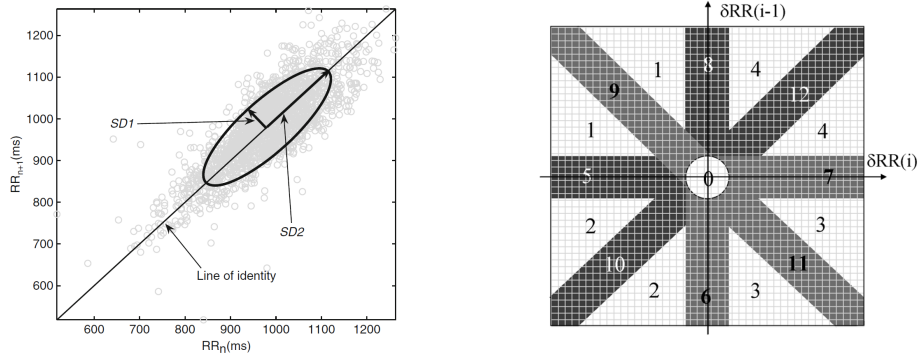 1200
1100
1000
900
800
700
600
600 700 800 900 1000 1100 1200
RRn+1(ms)
RRn(ms)
SD1
SD2
Line of identity
δRR(i-1)
δRR(i)
1 8 4
9 12
1 4
5 0 7
2 3
10 11
2 6 3